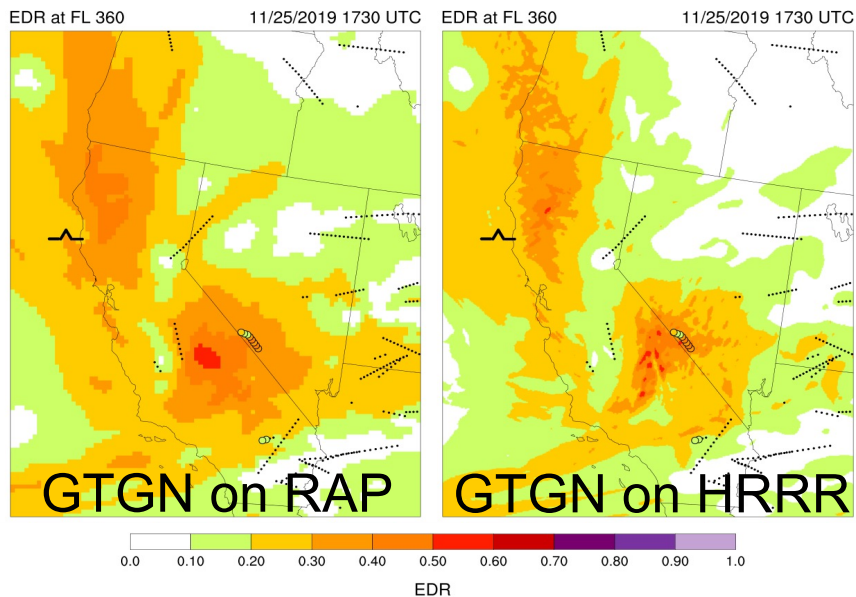 EDR at FL 360 11/25/2019 1730 UTC EDR at FL 360 11/25/2019 1730 UTC
GTGN on RAP GTGN on HRRR
0.0 0.10 0.20 0.30 0.40 0.50 0.60 0.70 0.80 0.90 1.0
EDR